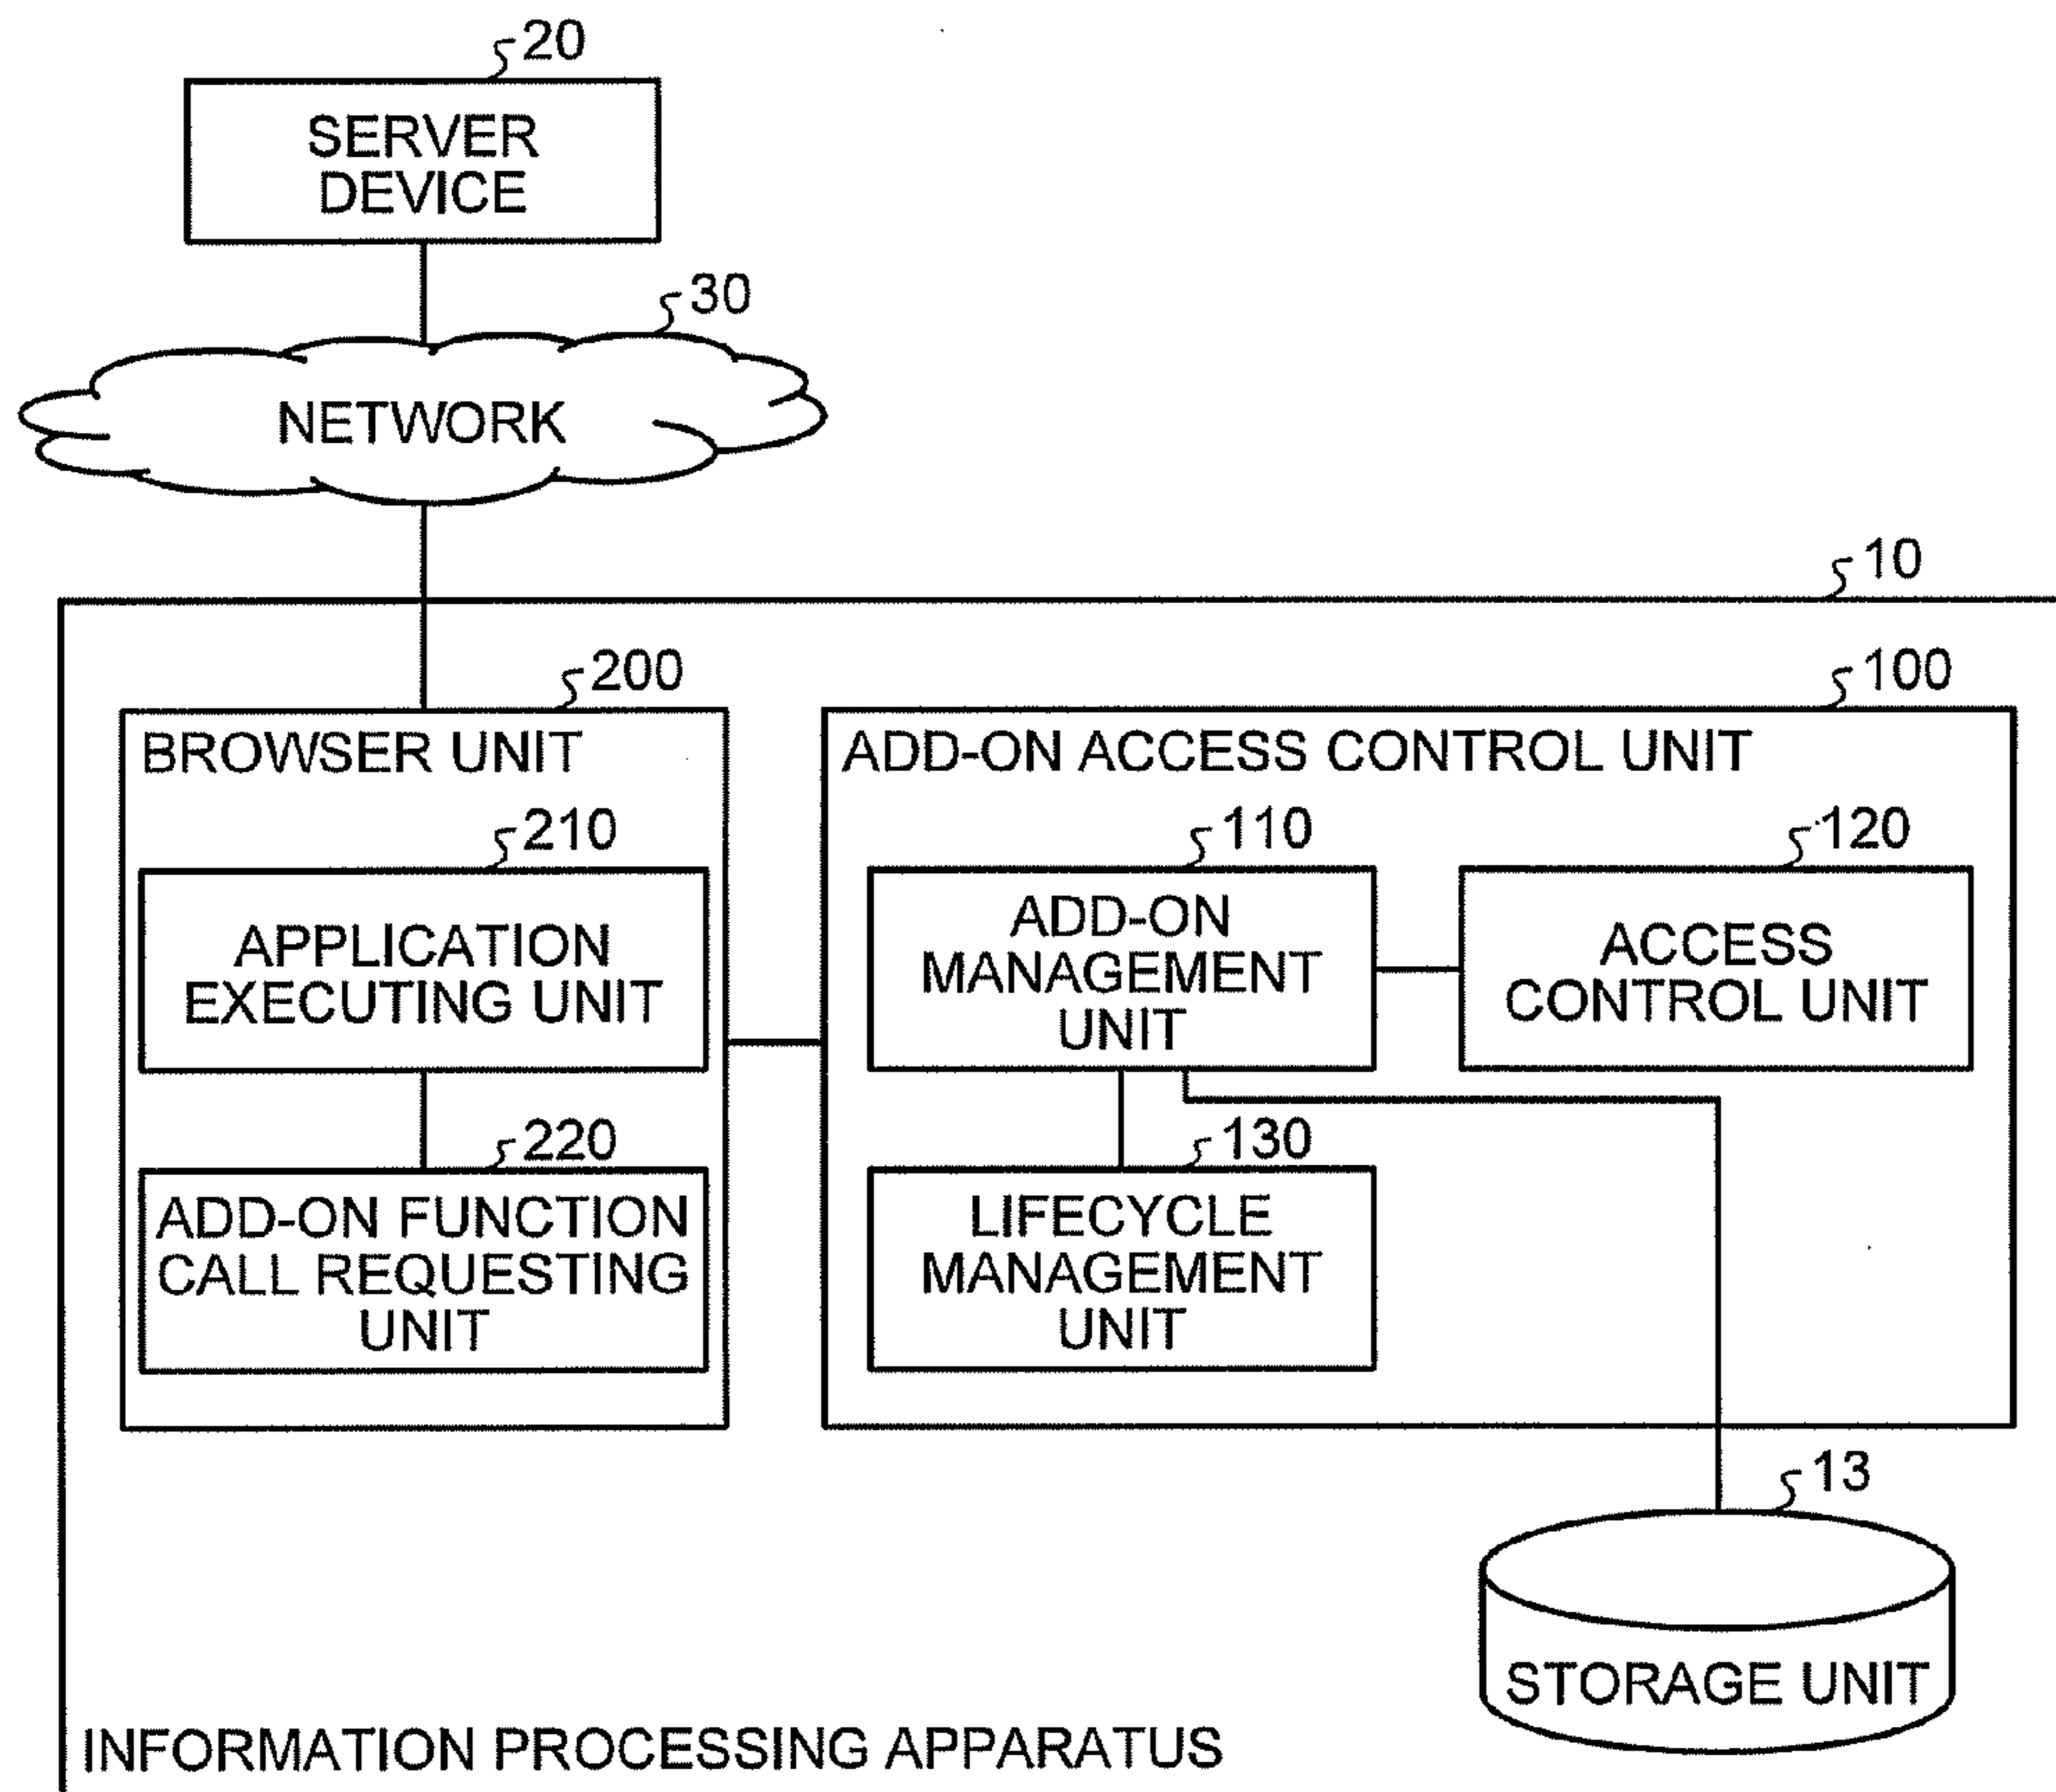 20
SERVER
DEVICE
30
NETWORK
10
200
100
BROWSER UNIT
ADD-ON ACCESS CONTROL UNIT
210
110
120
APPLICATION
EXECUTING UNIT
ADD-ON
MANAGEMENT
UNIT
ACCESS
CONTROL UNIT
220
130
ADD-ON FUNCTION
CALL REQUESTING
UNIT
LIFECYCLE
MANAGEMENT
UNIT
13
STORAGE UNIT
INFORMATION PROCESSING APPARATUS